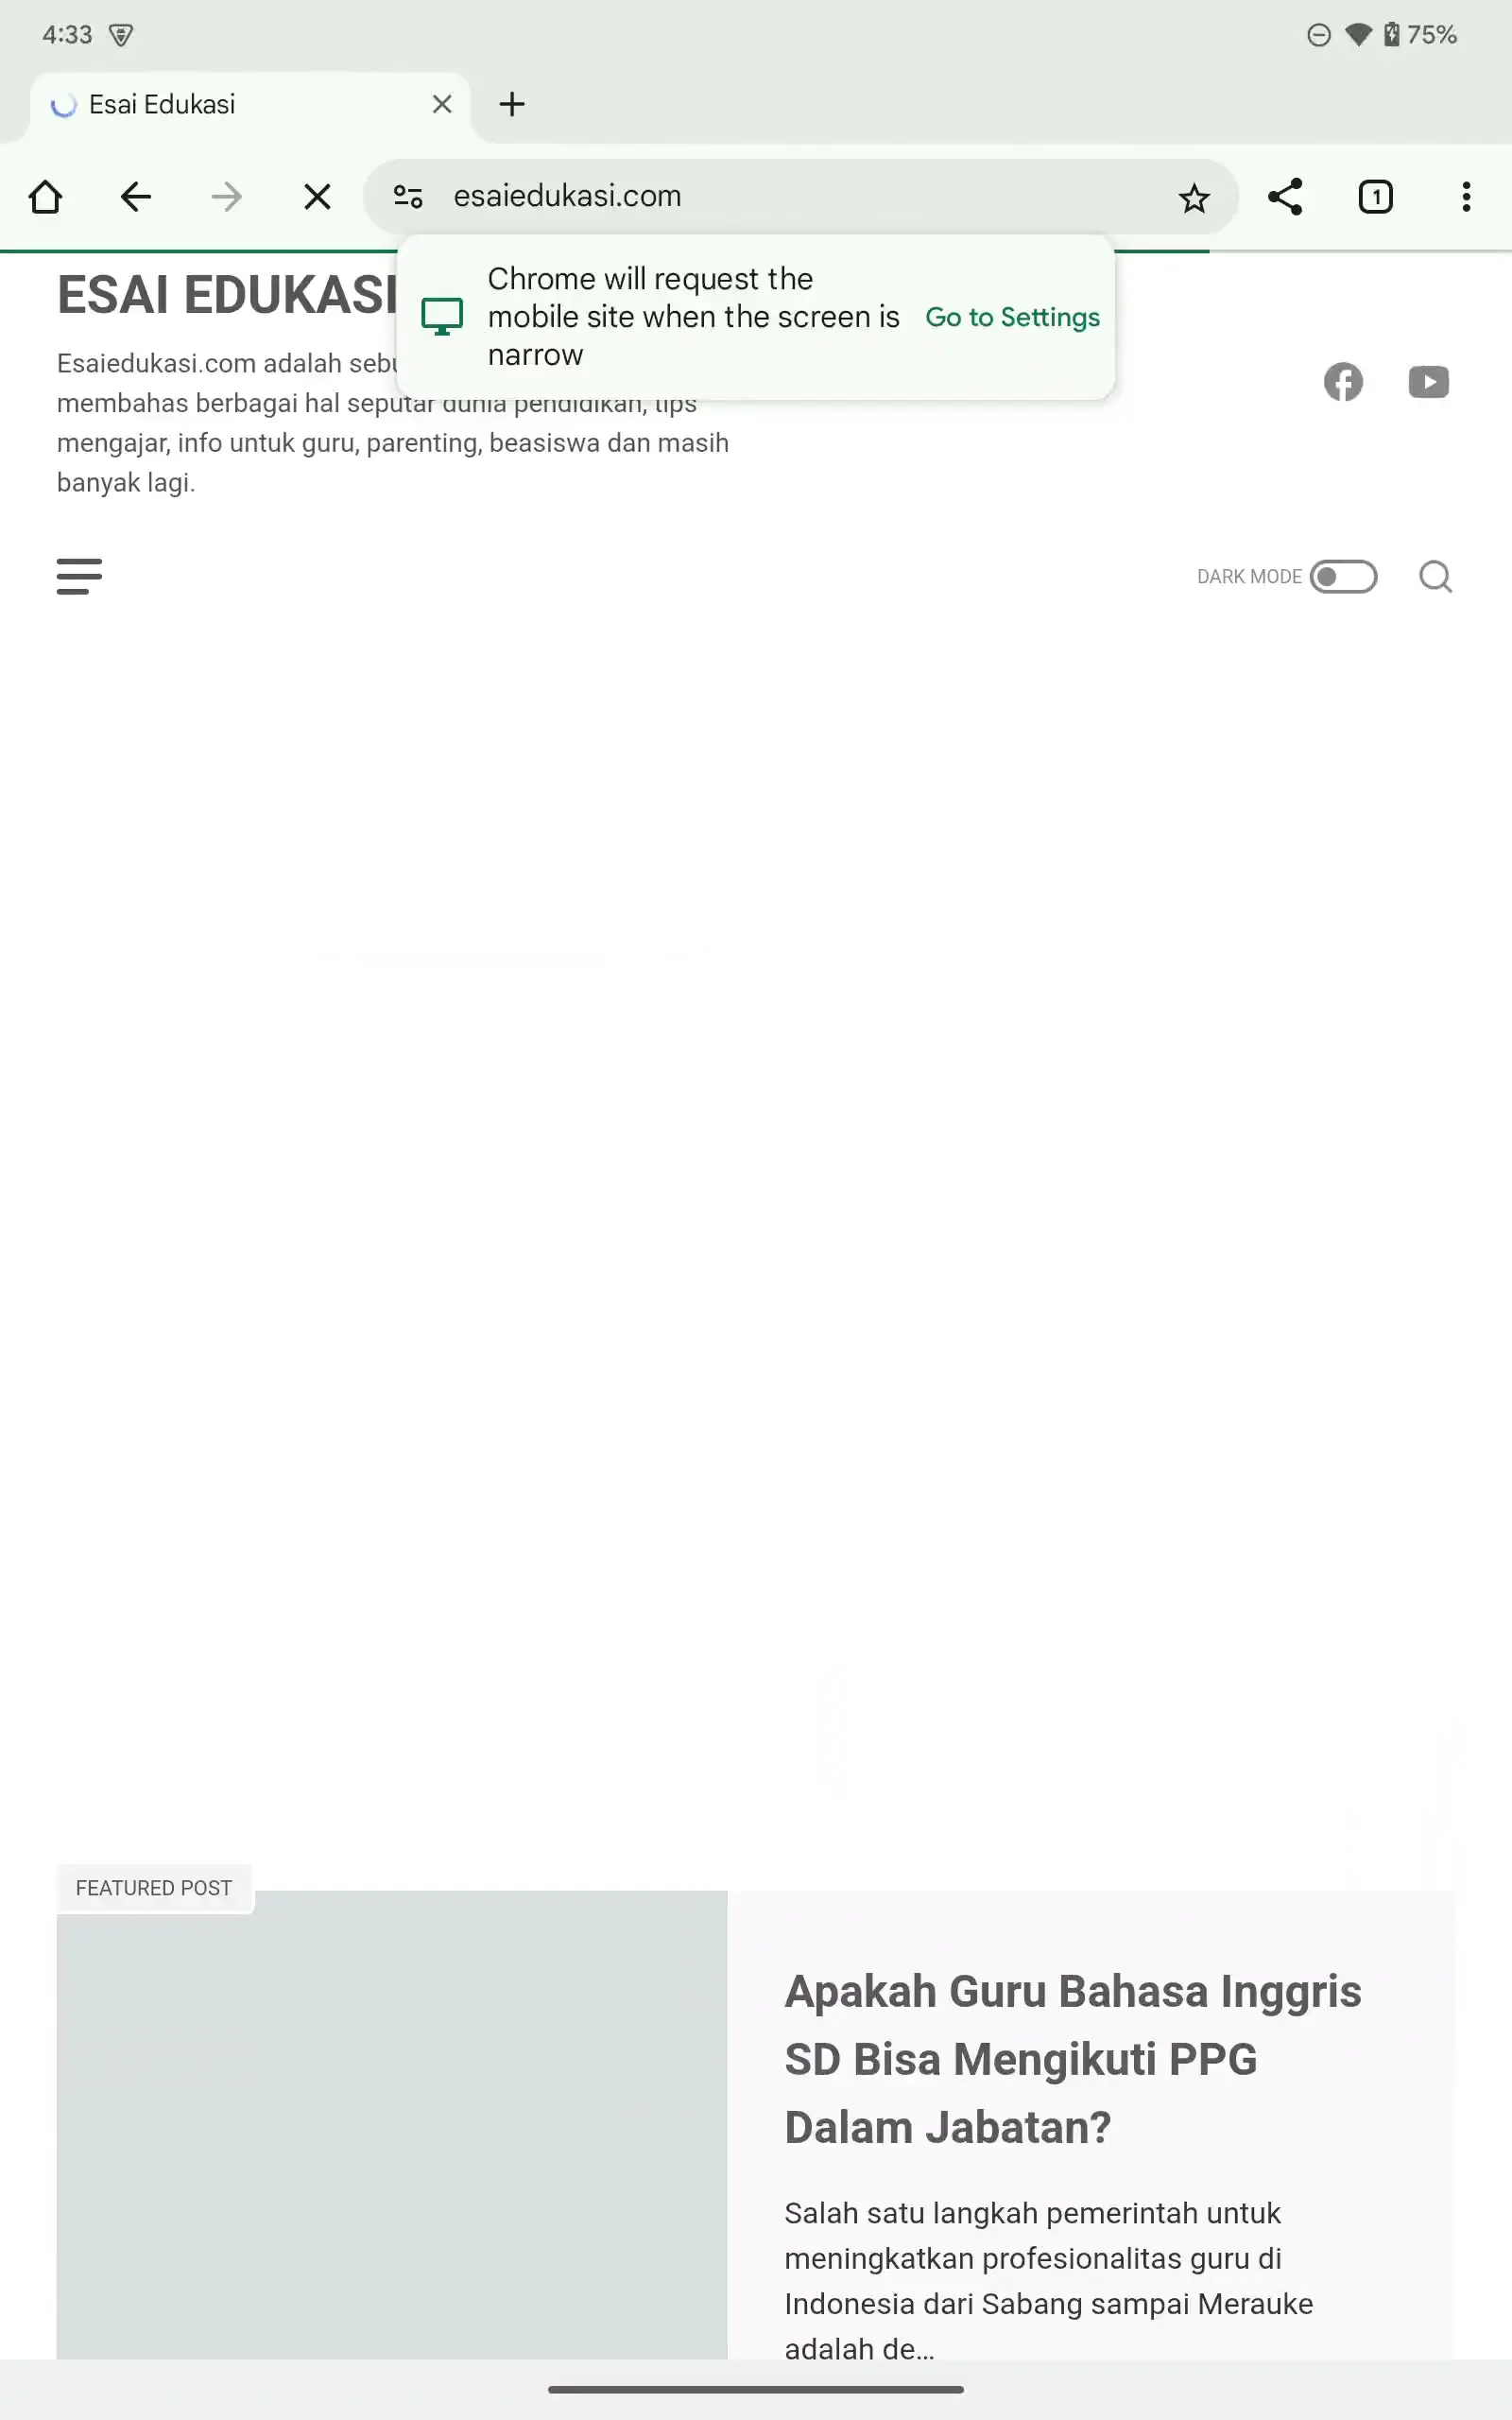 4:33
75%
Esai Edukasi
esaiedukasi.com
1
Chrome will request the
mobile site when the screen is
narrow
Go to Settings
ESAI EDUKASI
Esaiedukasi.com adalah
membahas berbagai hal seputar dunia pendidikan, tips
mengajar, info untuk guru, parenting, beasiswa dan masih
banyak lagi.
DARK MODE
FEATURED POST
Apakah Guru Bahasa Inggris
SD Bisa Mengikuti PPG
Dalam Jabatan?
Salah satu langkah pemerintah untuk
meningkatkan profesionalitas guru di
Indonesia dari Sabang sampai Merauke
adalah de...